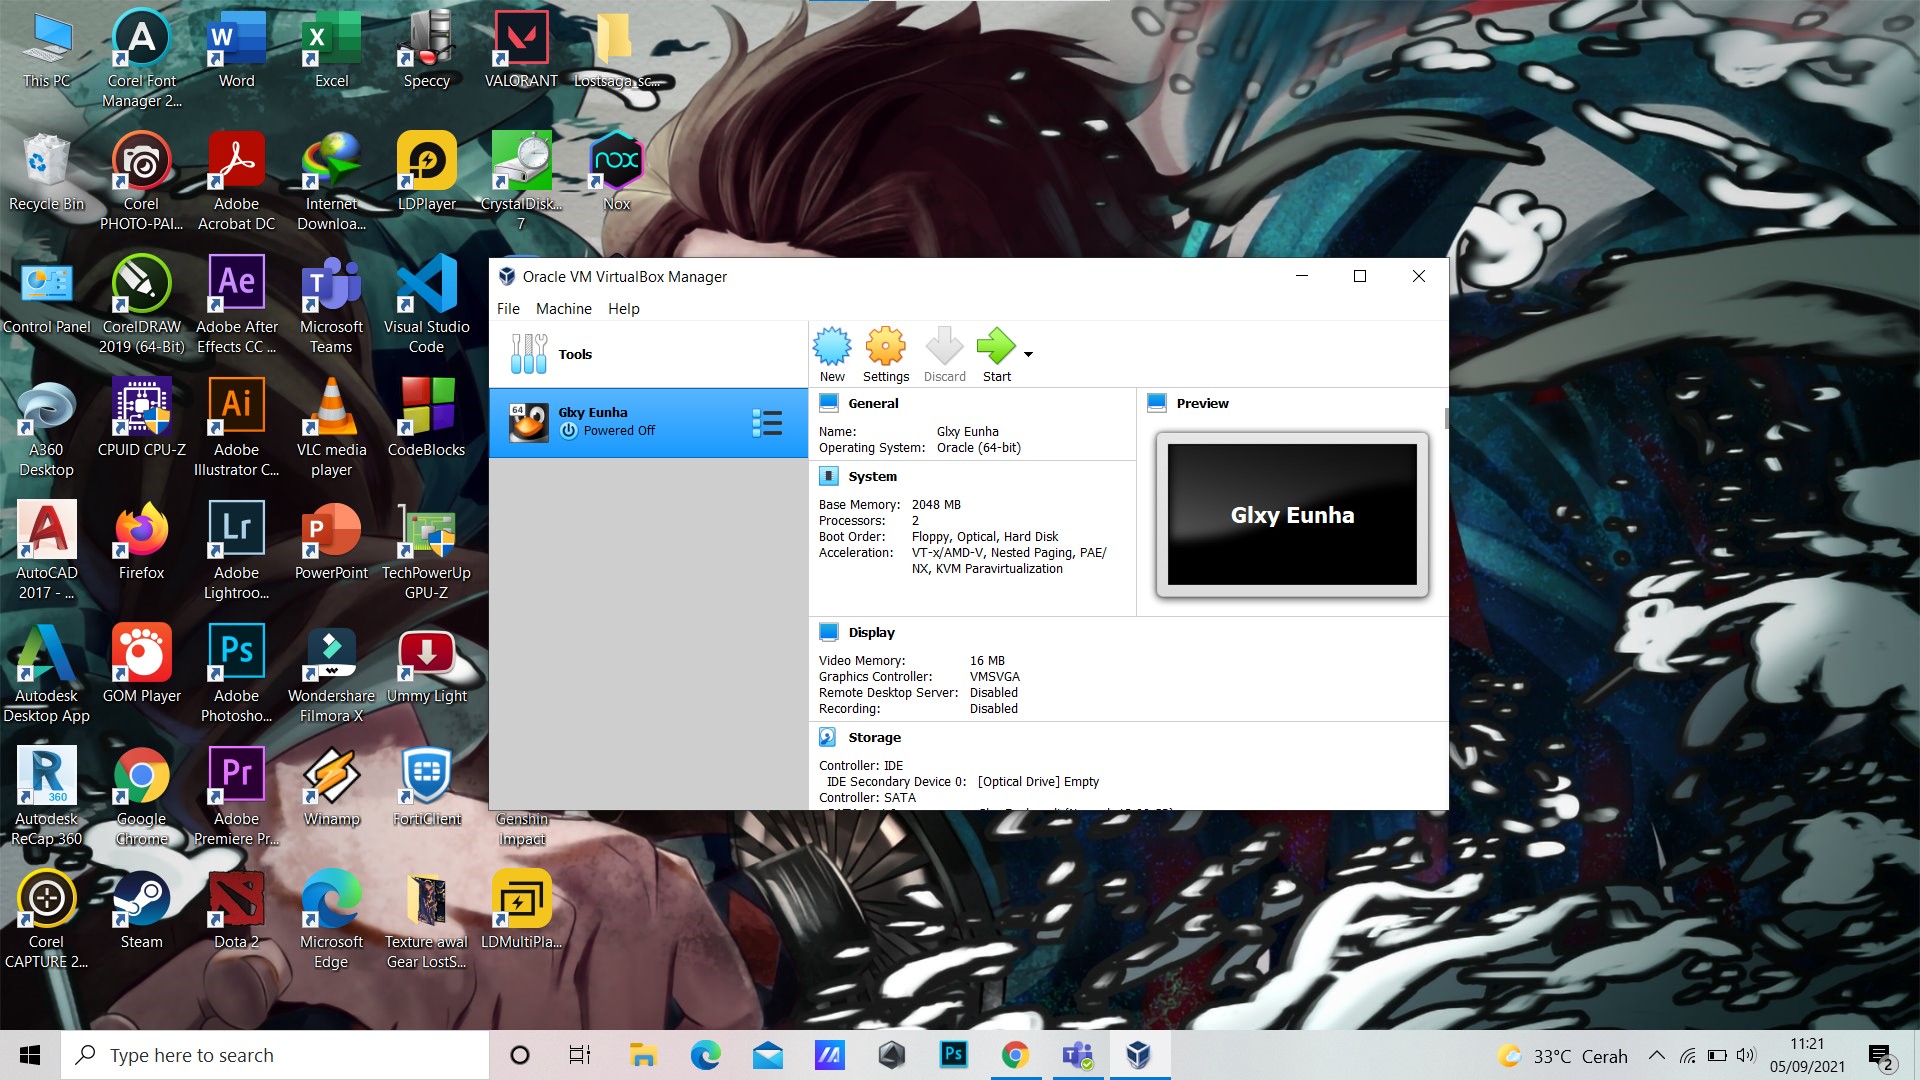 This PC
Corel Font
Manager 2...
Word
Excel
Speccy
VALORANT
Lostsaga_sc...
Recycle Bin
Corel
PHOTO-PAI...
Adobe
Acrobat DC
Internet
Downloa...
LDPlayer
CrystalDisk...
7
Nox
Control Panel
CorelDRAW
2019 (64-Bit)
Adobe After
Effects CC ...
Microsoft
Teams
Visual Studio
Code
A360
Desktop
CPUID CPU-Z
Adobe
Illustrator C...
VLC media
player
CodeBlocks
AutoCAD
2017 - ...
Firefox
Adobe
Lightroo...
PowerPoint
TechPowerUp
GPU-Z
Autodesk
Desktop App
GOM Player
Adobe
Photosho...
Wondershare
Filmora X
Ummy Light
Autodesk
ReCap 360
Google
Chrome
Adobe
Premiere Pr...
Winamp
FortiClient
Genshin
Impact
Corel
CAPTURE 2...
Steam
Dota 2
Microsoft
Edge
Texture awal
Gear LostS...
LDMultiPla...
Oracle VM VirtualBox Manager
File Machine Help
Tools
New
Settings
Discard
Start
64
Glxy Eunha
Powered Off
General
Name: Glxy Eunha
Operating System: Oracle (64-bit)
System
Base Memory: 2048 MB
Processors: 2
Boot Order: Floppy, Optical, Hard Disk
Acceleration: VT-x/AMD-V, Nested Paging, PAE/
NX, KVM Paravirtualization
Preview
Glxy Eunha
Display
Video Memory: 16 MB
Graphics Controller: VMSVGA
Remote Desktop Server: Disabled
Recording: Disabled
Storage
Controller: IDE
IDE Secondary Device 0: [Optical Drive] Empty
Controller: SATA
Type here to search
33°C Cerah
11:21
05/09/2021
2